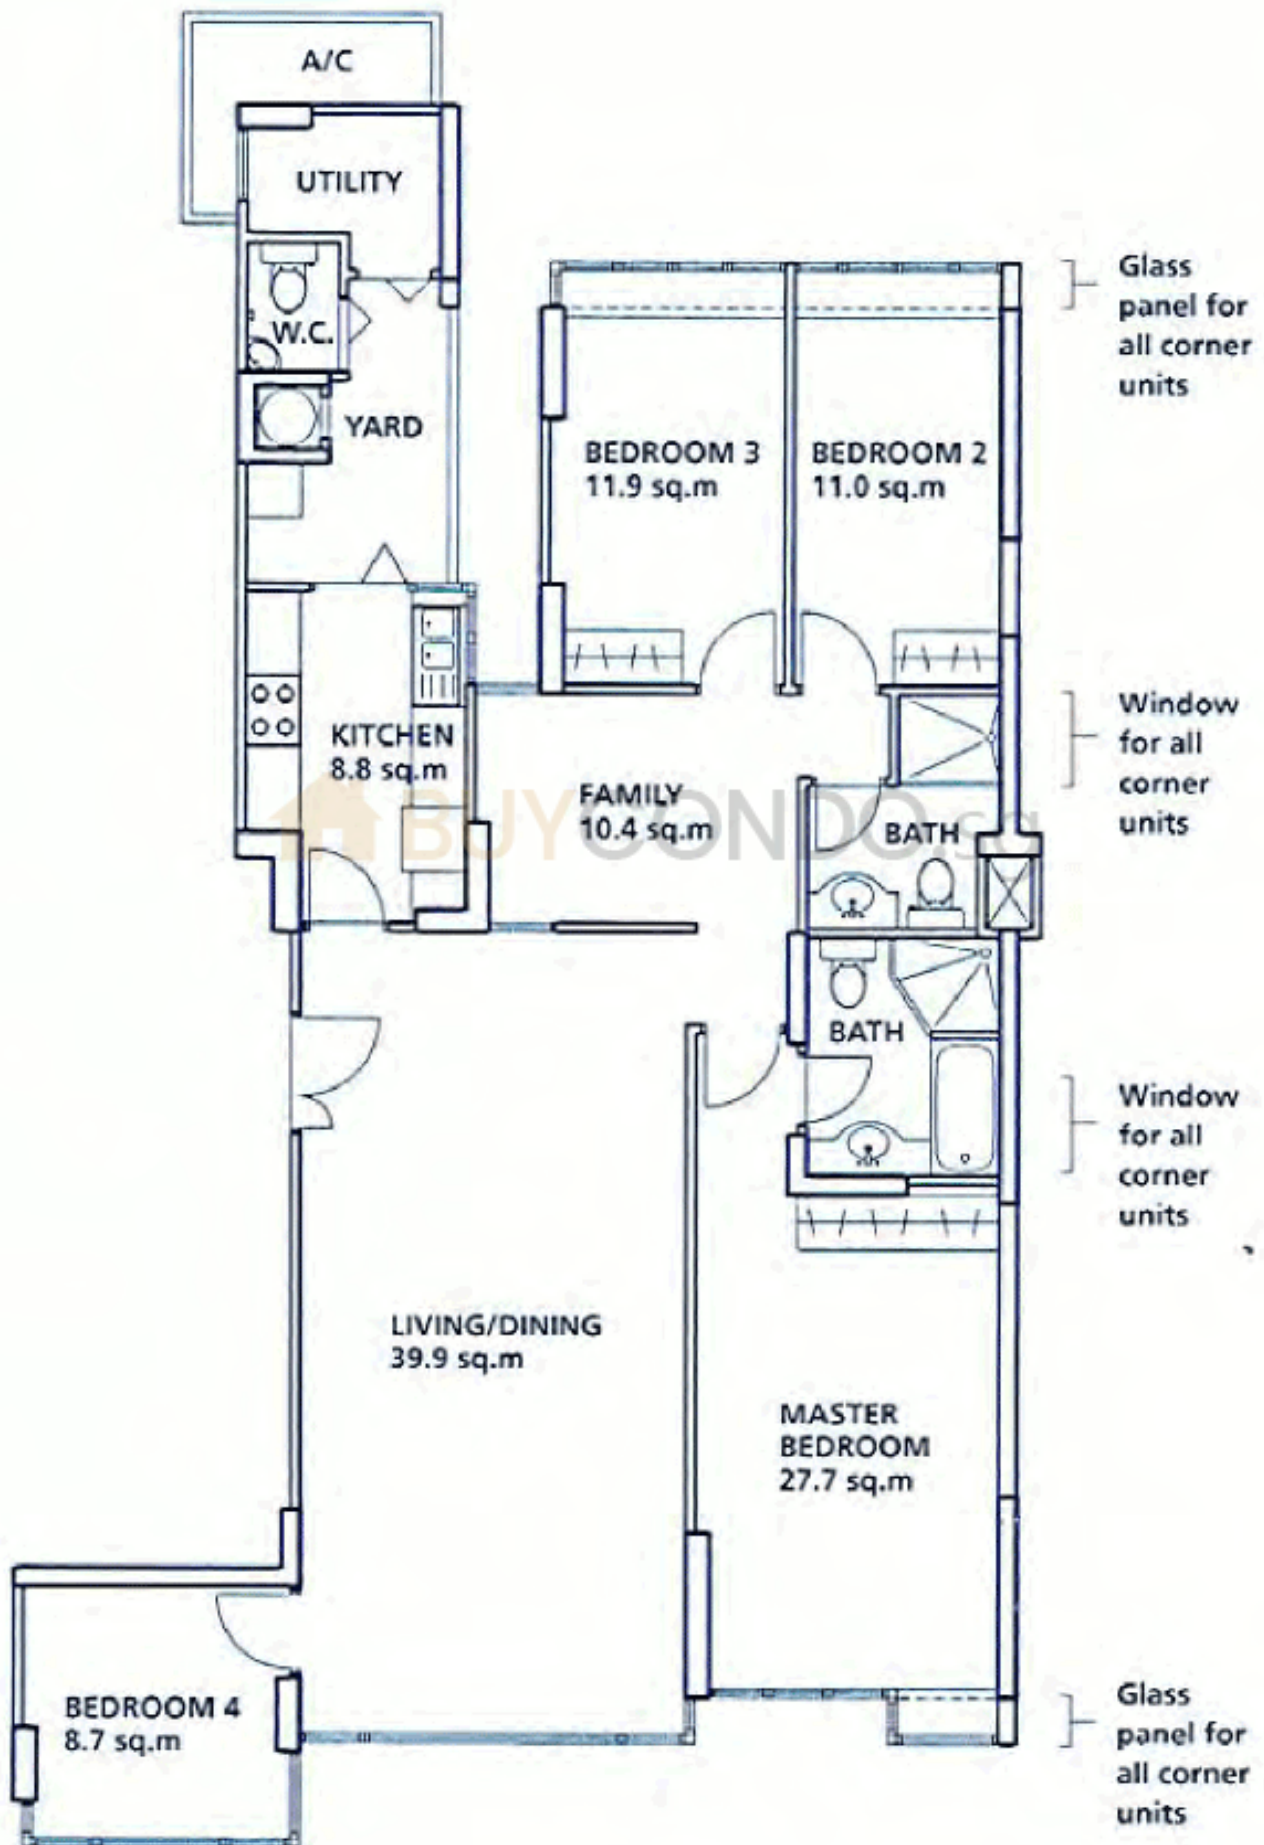 A/C
UTILITY
W.C.
YARD
Glass
panel for
all corner
units
BEDROOM 3
11.9 sq.m
BEDROOM 2
11.0 sq.m
KITCHEN
8.8 sq.m
FAMILY
10.4 sq.m
Window
for all
corner
units
BUYCONDO.sg
BATH
BATH
Window
for all
corner
units
LIVING/DINING
39.9 sq.m
MASTER
BEDROOM
27.7 sq.m
BEDROOM 4
8.7 sq.m
Glass
panel for
all corner
units